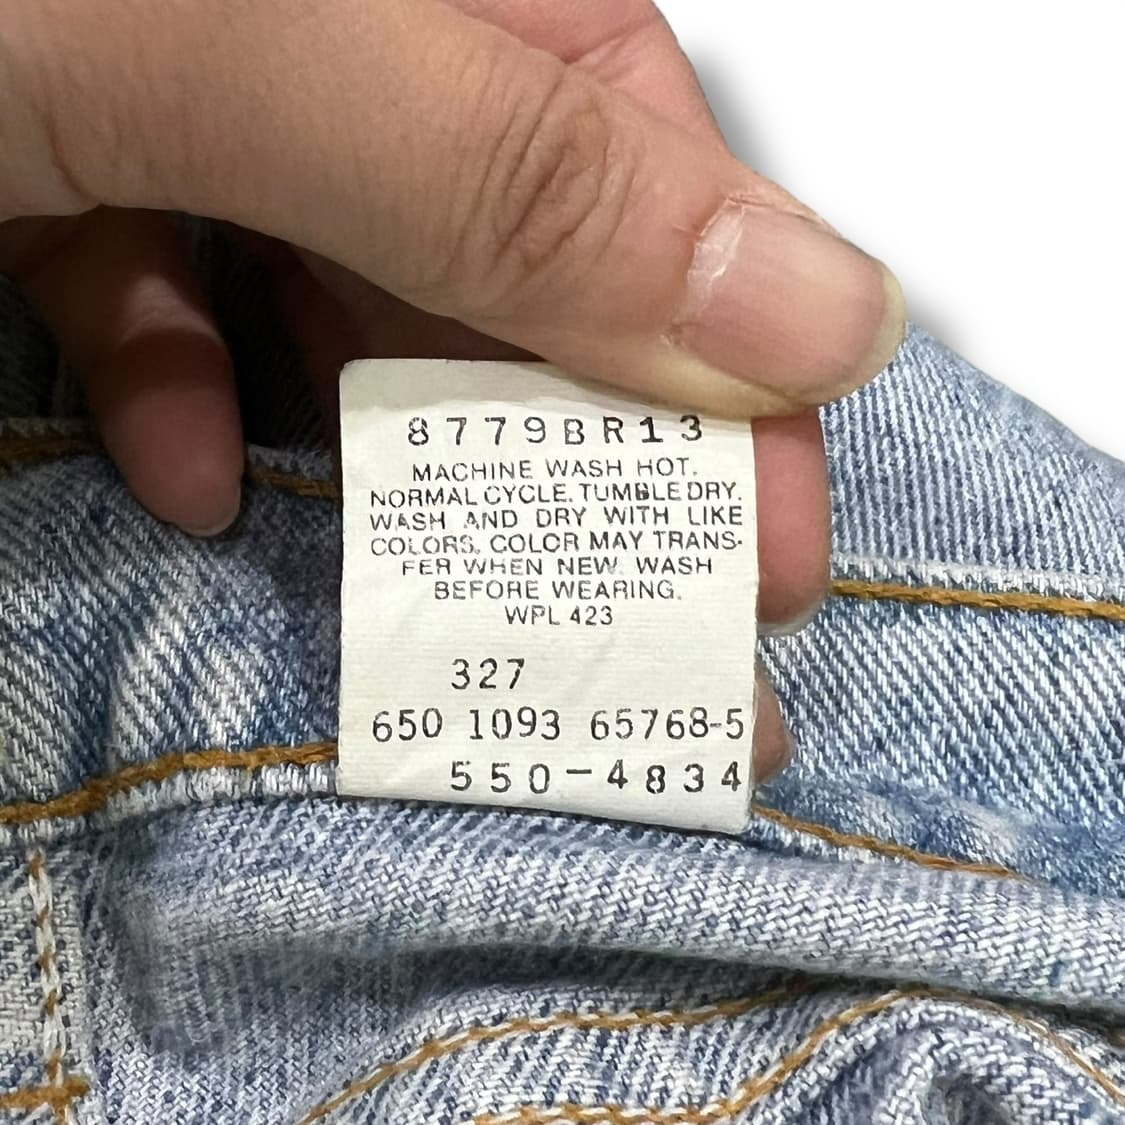 8779BR13
MACHINE WASH HOT.
NORMAL CYCLE. TUMBLE DRY.
WASH AND DRY WITH LIKE
COLORS. COLOR MAY TRANS-
FER WHEN NEW. WASH
BEFORE WEARING.
WPL 423
327
650 1093 65768-5
550-4834